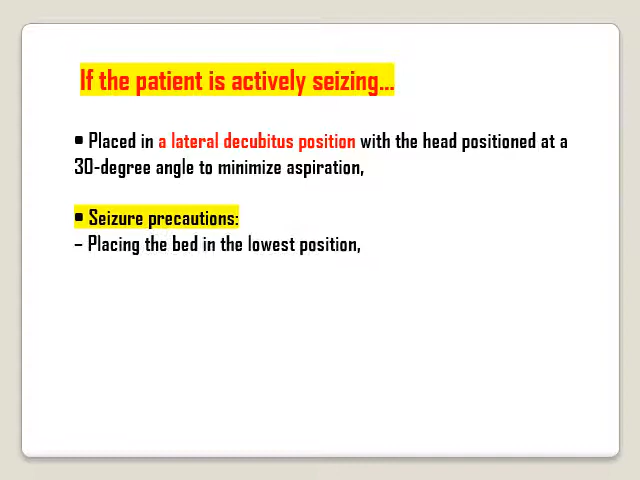 If the patient is actively seizing...
• Placed in a lateral decubitus position with the head positioned at a
30-degree angle to minimize aspiration,
• Seizure precautions:
– Placing the bed in the lowest position,